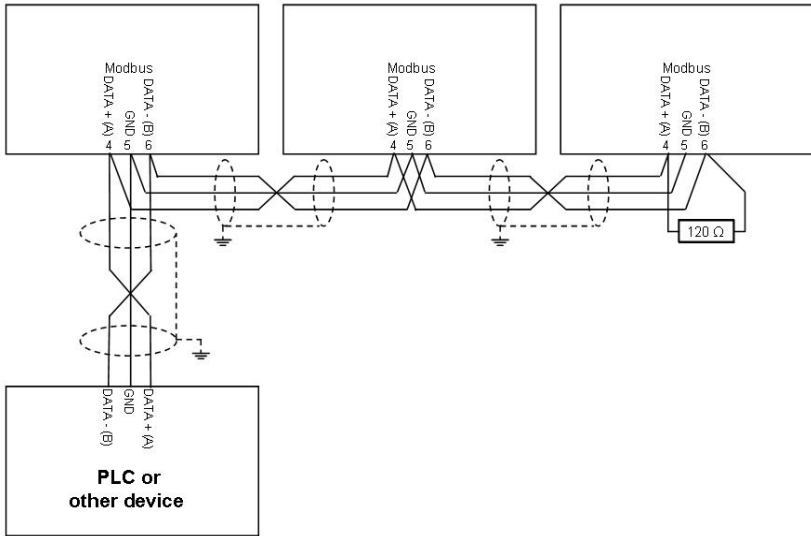 Modbus
DATA + (A)
GND
DATA - (B)
4 5 6
Modbus
DATA + (A)
GND
DATA - (B)
4 5 6
Modbus
DATA + (A)
GND
DATA - (B)
4 5 6
120 Ω
DATA - (B)
GND
DATA + (A)
PLC or
other device